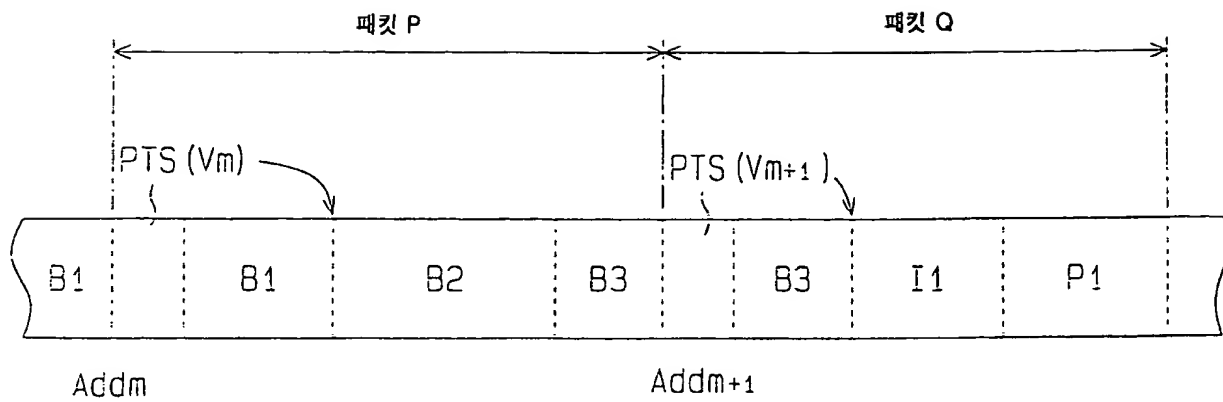 패킷 P 패킷 Q
PTS (Vm) PTS (Vm+1)
B1 B1 B2 B3 B3 I1 P1
Addm Addm+1